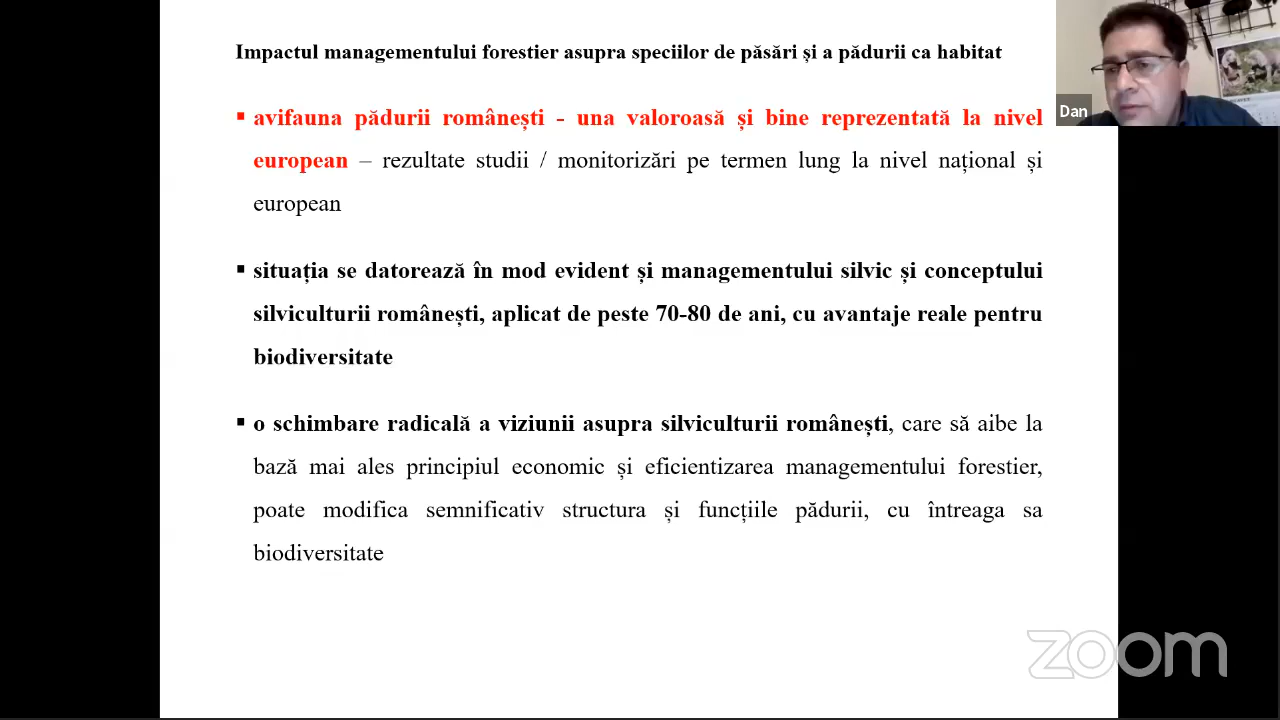 Impactul managementului forestier asupra speciilor de păsări și a pădurii ca habitat
Dan
▪ avifauna pădurii românești - una valoroasă și bine reprezentată la nivel
european – rezultate studii / monitorizări pe termen lung la nivel național și
european
▪ situația se datorează în mod evident și managementului silvic și conceptului
silviculturii românești, aplicat de peste 70-80 de ani, cu avantaje reale pentru
biodiversitate
▪ o schimbare radicală a viziunii asupra silviculturii românești, care să aibe la
bază mai ales principiul economic și eficientizarea managementului forestier,
poate modifica semnificativ structura și funcțiile pădurii, cu întreaga sa
biodiversitate
zoom